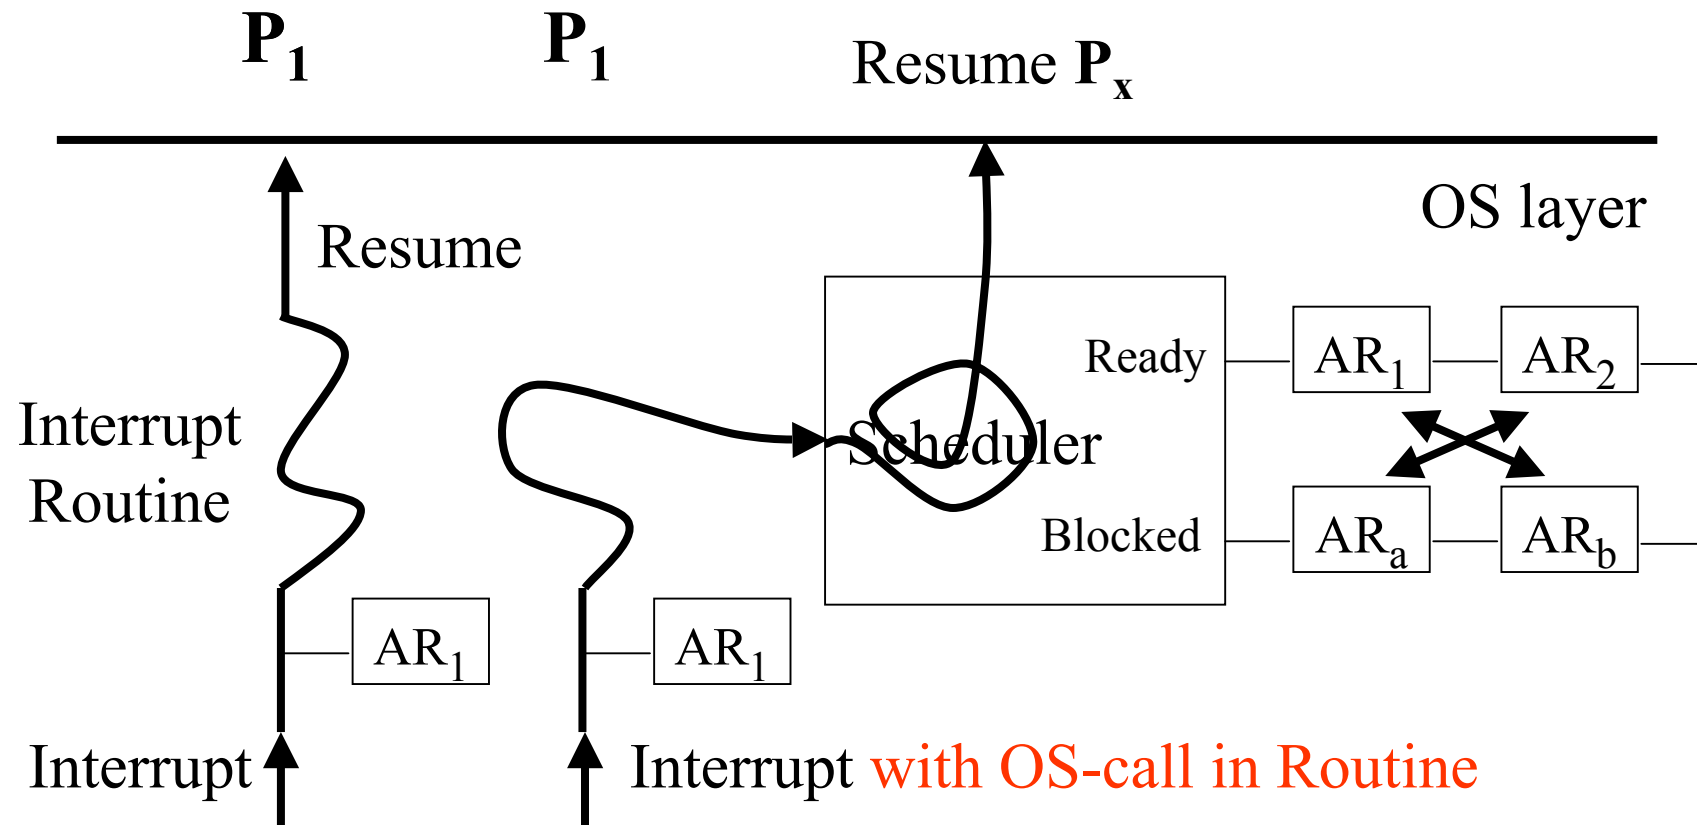 P1
P1
Resume Px
OS layer
Resume
Ready
AR1
AR2
Interrupt
Routine
Scheduler
Blocked
ARa
ARb
AR1
AR1
Interrupt
Interrupt with OS-call in Routine